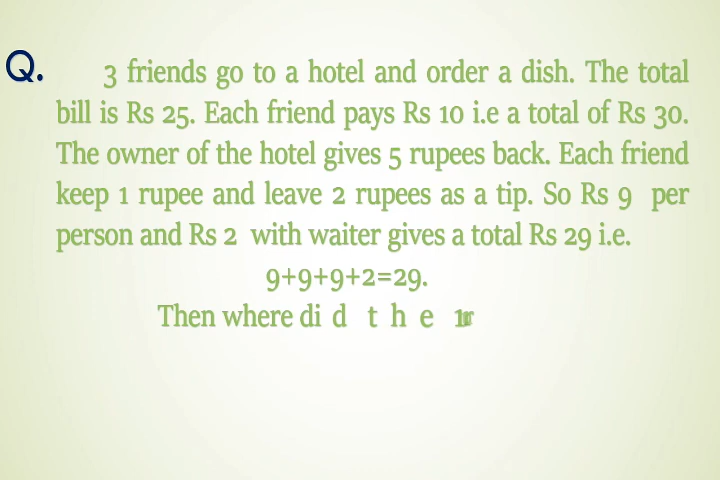 Q. 3 friends go to a hotel and order a dish. The total
bill is Rs 25. Each friend pays Rs 10 i.e a total of Rs 30.
The owner of the hotel gives 5 rupees back. Each friend
keep 1 rupee and leave 2 rupees as a tip. So Rs 9 per
person and Rs 2 with waiter gives a total Rs 29 i.e.
9+9+9+2=29.
Then where did the